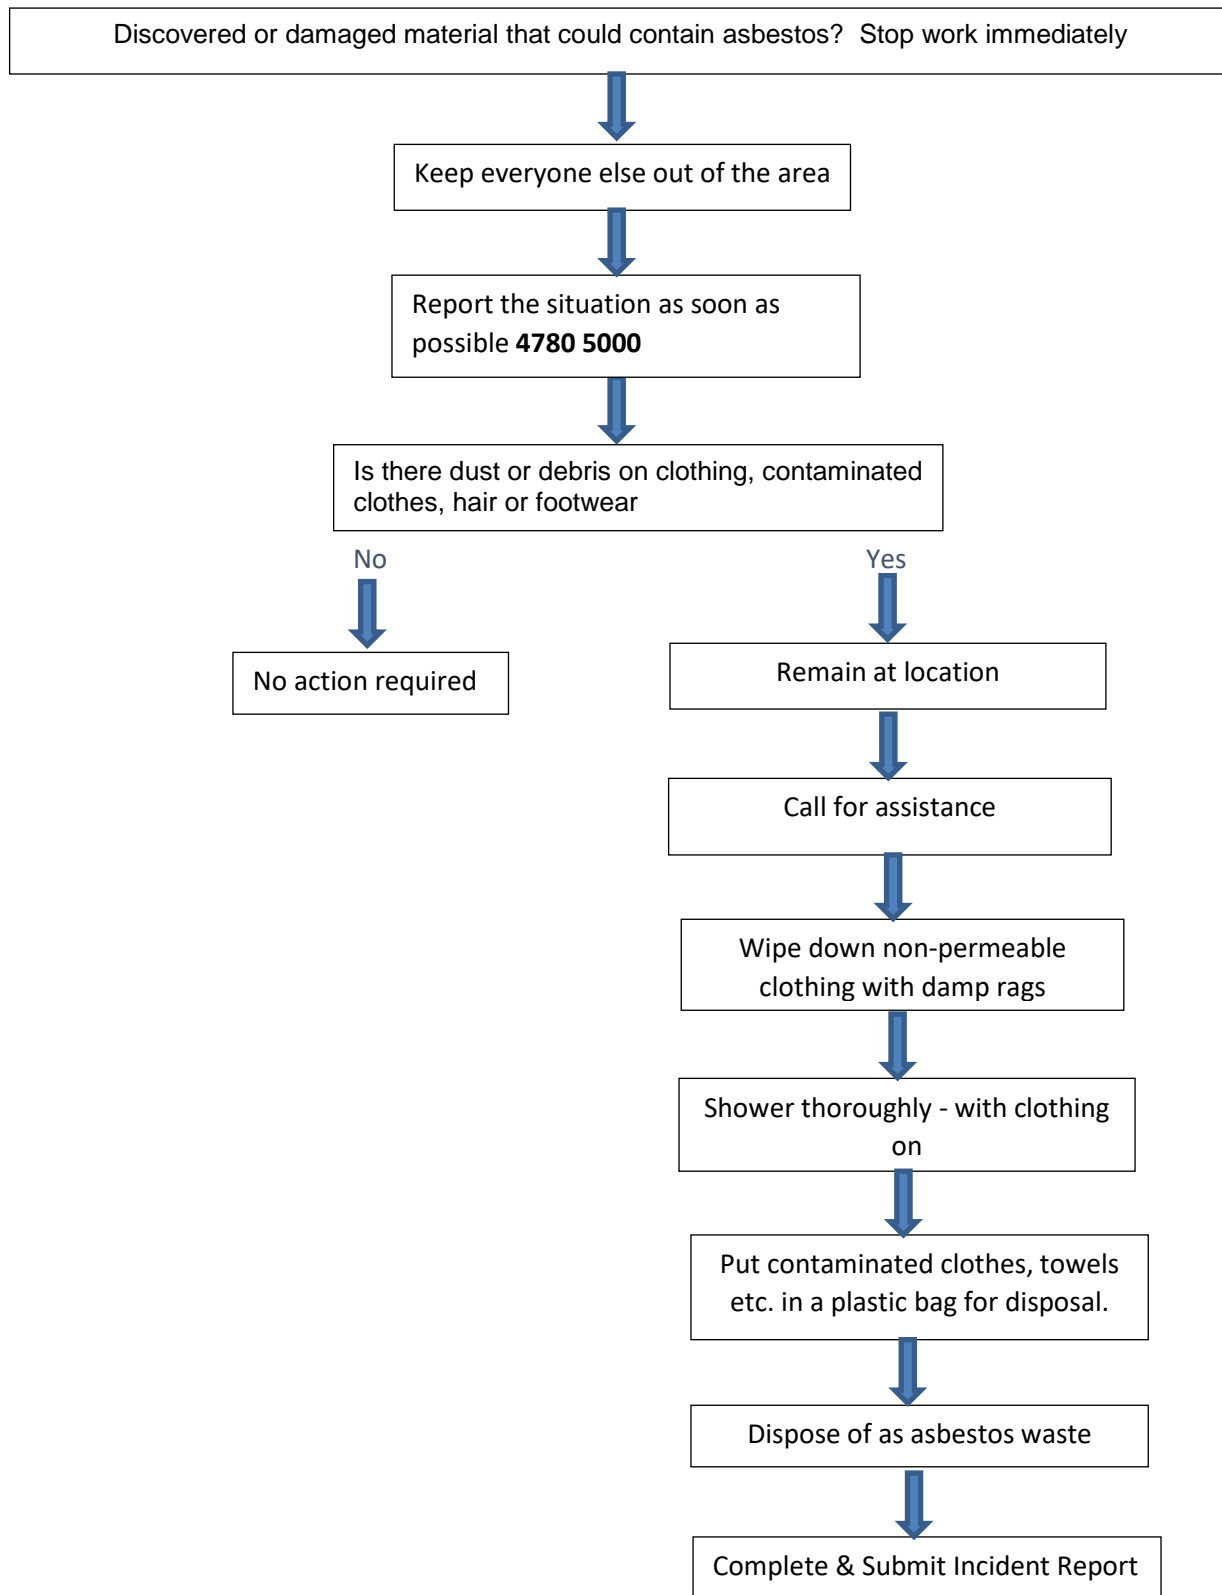 Discovered or damaged material that could contain asbestos?  Stop work immediately
Keep everyone else out of the area
Report the situation as soon as
possible 4780 5000
Is there dust or debris on clothing, contaminated
clothes, hair or footwear
No
Yes
No action required
Remain at location
Call for assistance
Wipe down non-permeable
clothing with damp rags
Shower thoroughly - with clothing
on
Put contaminated clothes, towels
etc. in a plastic bag for disposal.
Dispose of as asbestos waste
Complete & Submit Incident Report